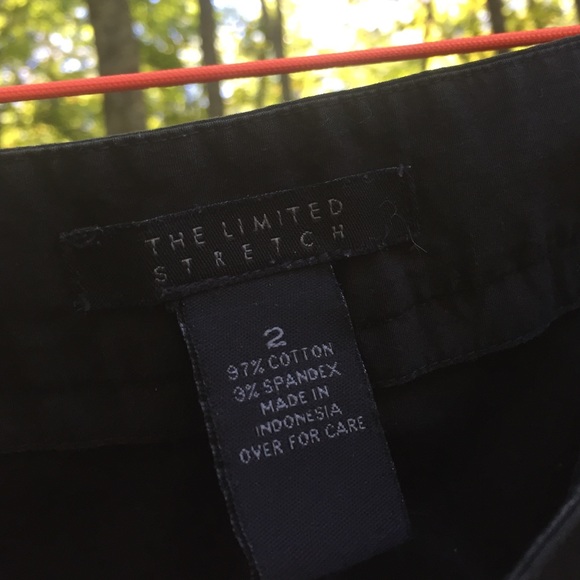 THE LIMITED
STRETCH
2
97% COTTON
3% SPANDEX
MADE IN
INDONESIA
OVER FOR CARE